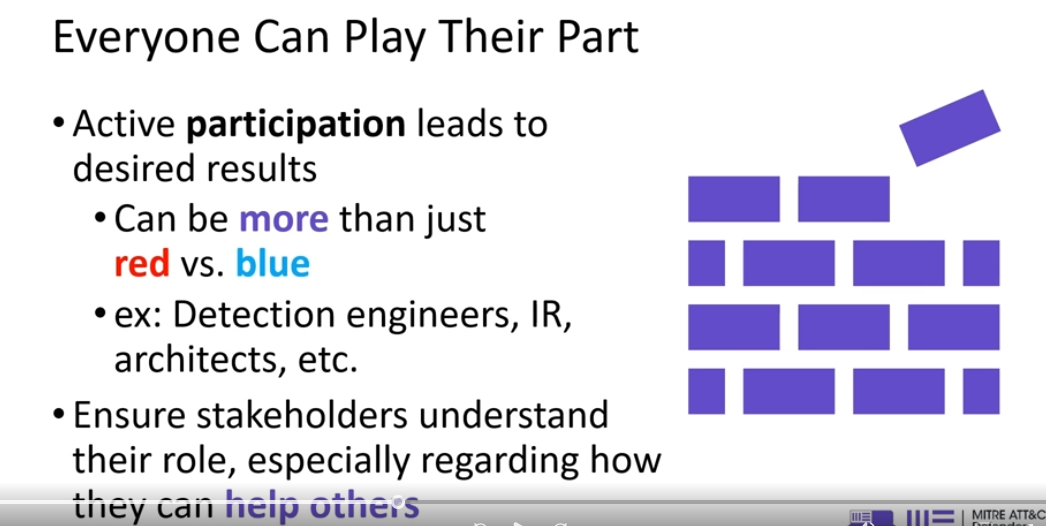 Everyone Can Play Their Part
• Active participation leads to
desired results
• Can be more than just
red vs. blue
• ex: Detection engineers, IR,
architects, etc.
• Ensure stakeholders understand
their role, especially regarding how
they can help others
MITRE ATT&C
Defender